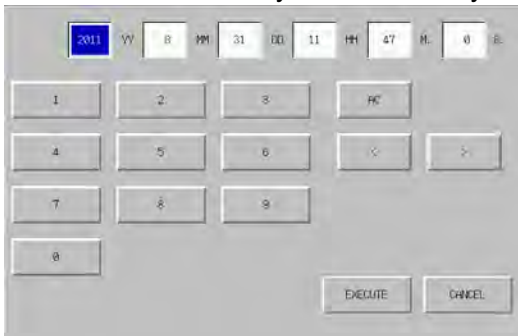 2011 YY 8 MM 31 DD 11 HH 47 M. 0 S.
1 2 3 AC
4 5 6 < >
7 8 9
0
EXECUTE CANCEL